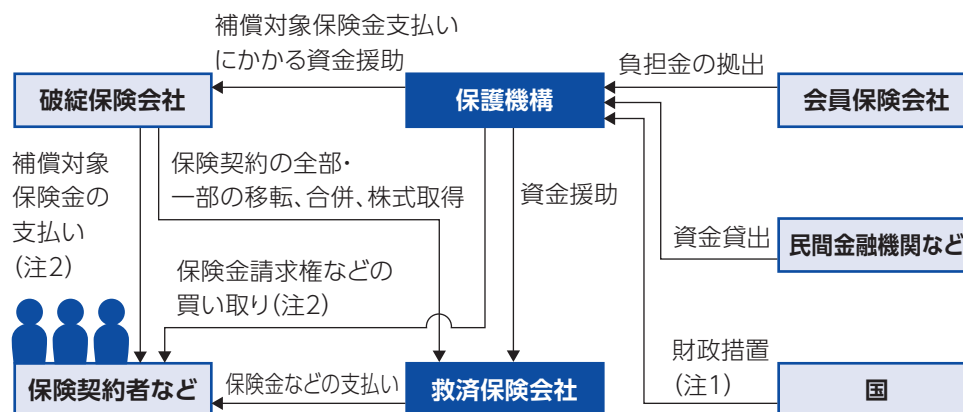 補償対象保険金支払い
にかかる資金援助
負担金の拠出
破綻保険会社
保護機構
会員保険会社
補償対象
保険金の
支払い
(注2)
保険契約の全部・
一部の移転、合併、株式取得
資金援助
資金貸出
民間金融機関など
保険金請求権などの
買い取り(注2)
財政措置
(注1)
保険契約者など
保険金などの支払い
救済保険会社
国